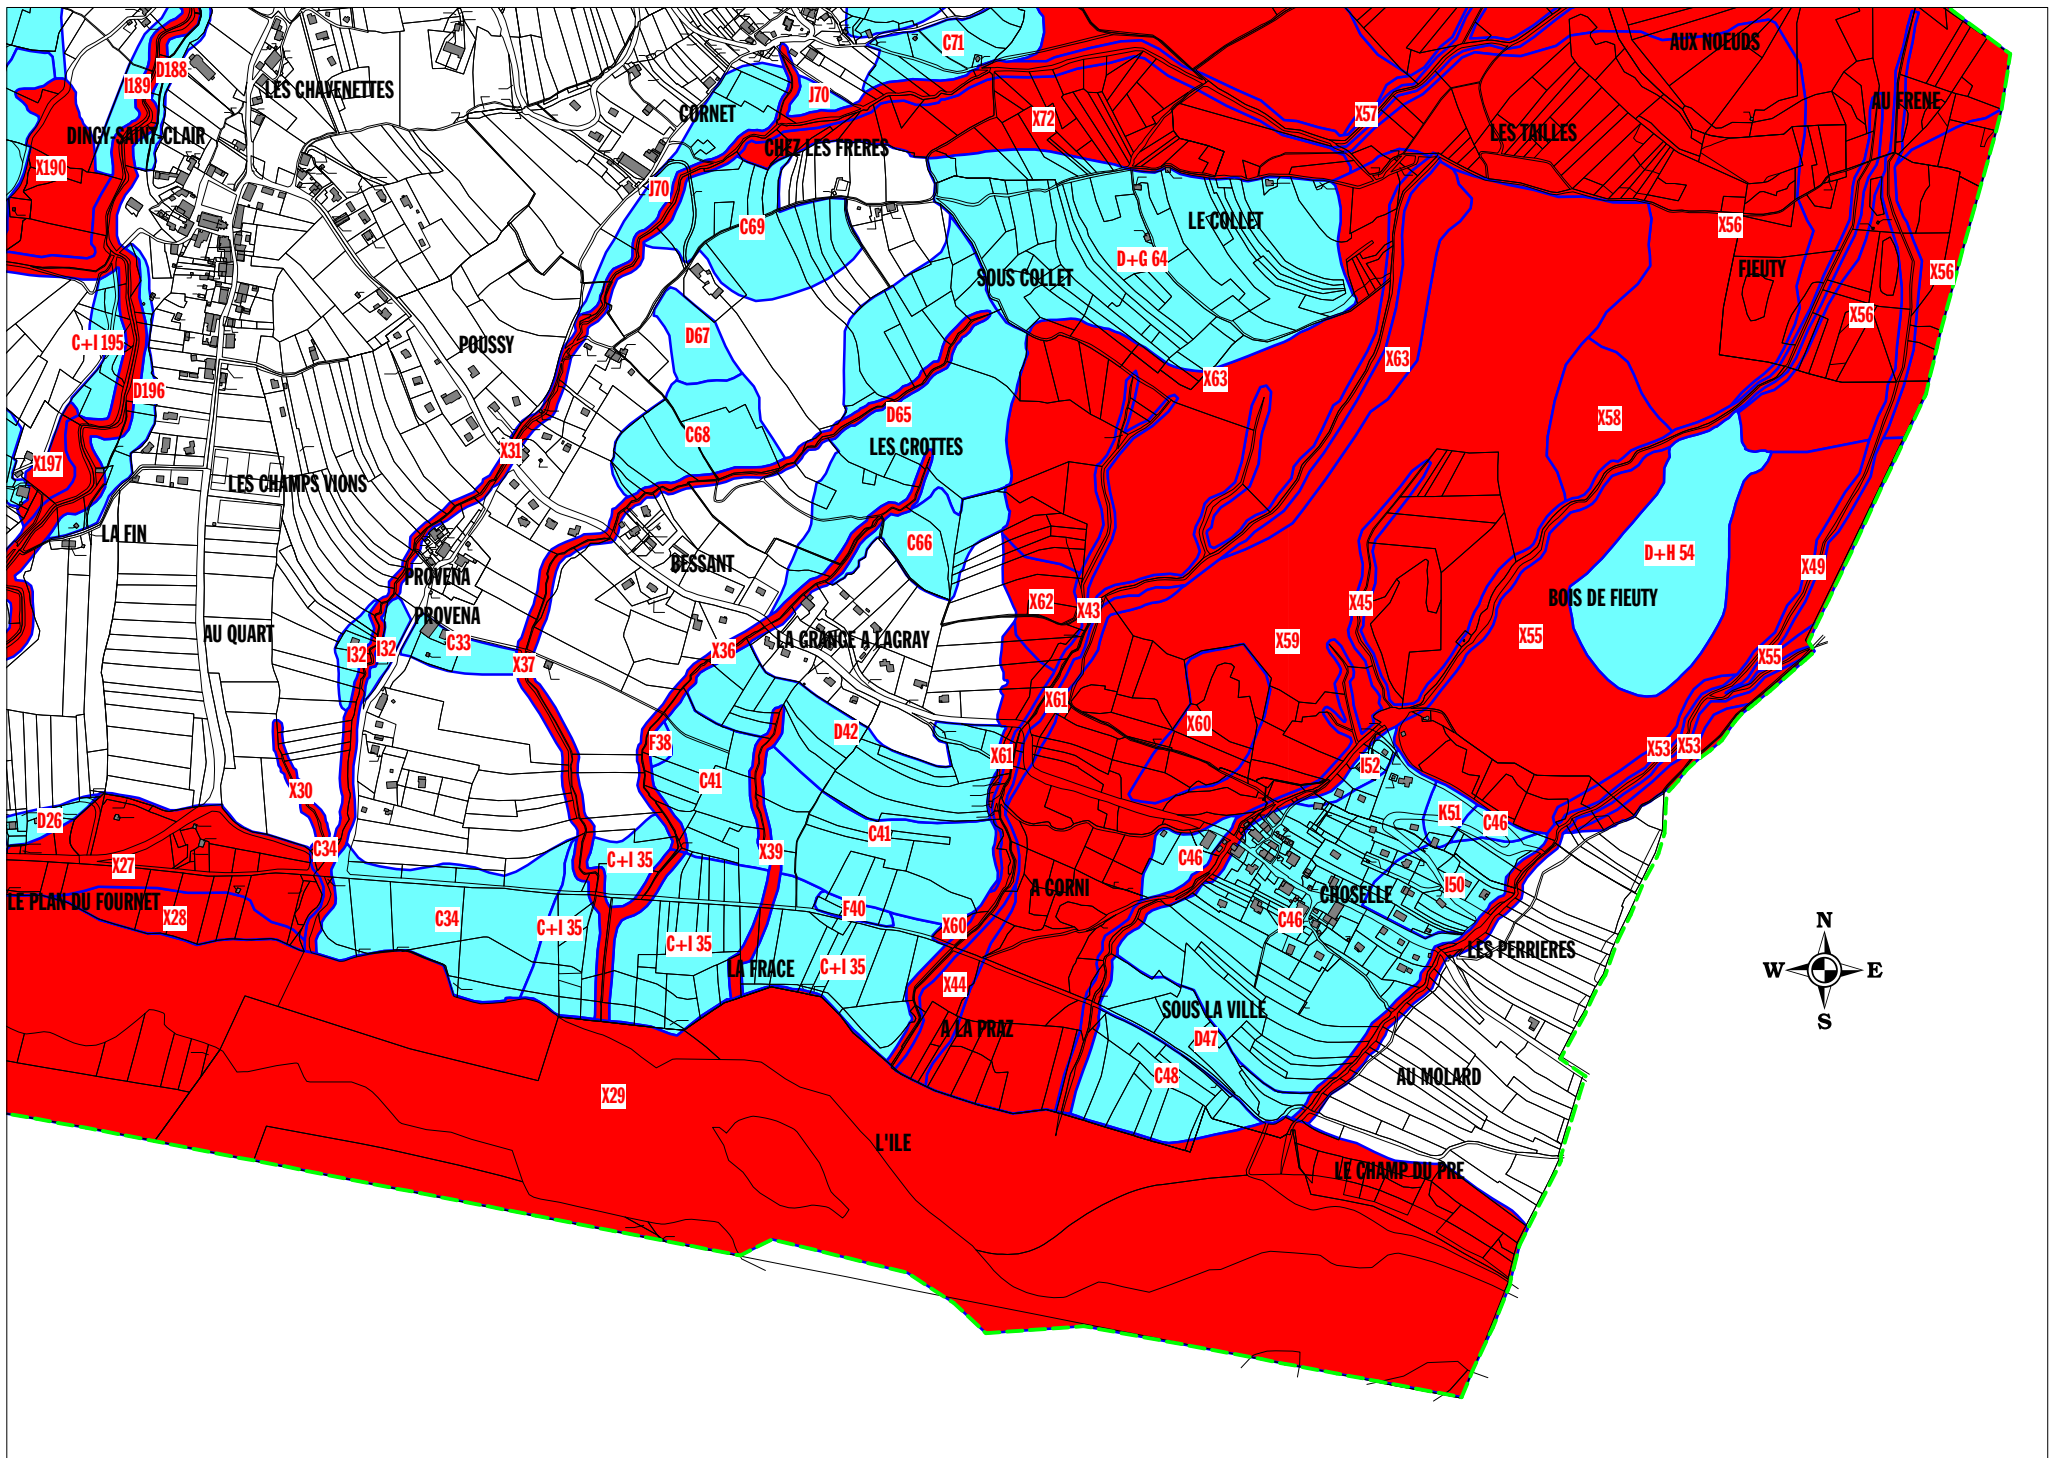 C71
AUX NOEUDS
D188
I189
LES CHAVENETTES
J70
AU FRENE
CORNET
X72
X57
LES TAILLES
DINGY-SAINT-CLAIR
CHEZ LES FRERES
X190
J70
C69
LE COLLET
X56
D+G 64
FIEUTY
X56
SOUS COLLET
X56
C+I 195
D67
POUSSY
X63
X63
D196
D65
X58
C68
LES CROTTES
X31
X197
LES CHAMPS VIONS
LA FIN
C66
D+H 54
BESSANT
X49
PROVENA
X62
X43
X45
BOIS DE FIEUTY
PROVENA
AU QUART
C33
LA GRANGE A LAGRAY
X59
X55
I32
I32
X36
X37
X55
X61
X60
D42
F38
X53
X53
X61
I52
C41
X30
K51
C46
D26
C41
C34
X39
C+I 35
C46
X27
A CORNI
I50
CHOSELLE
LE PLAN DU FOURNET
F40
X28
C34
C+I 35
X60
C46
C+I 35
LES PERRIERES
N
LA FRACE
C+I 35
W
E
X44
SOUS LA VILLE
S
A LA PRAZ
D47
C48
AU MOLARD
X29
L'ILE
LE CHAMP DU PRE